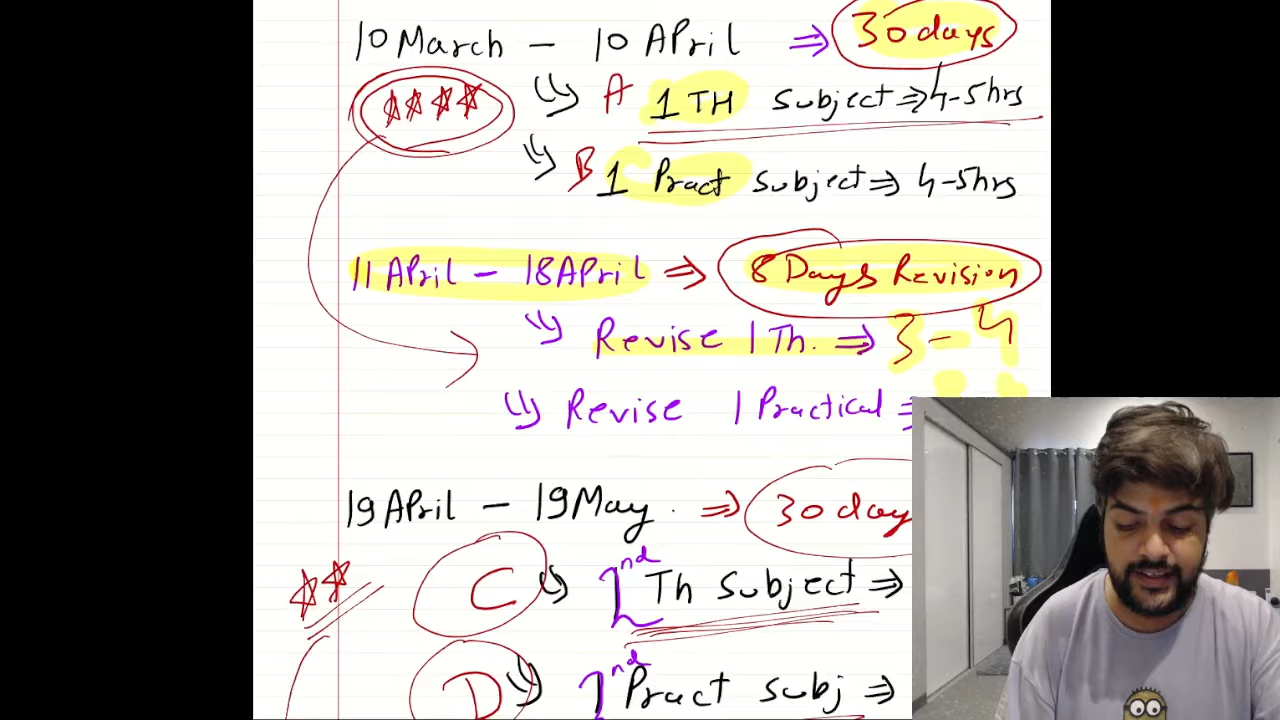 10 March - 10 April ⇒ 30 days
A 1 TH Subject ⇒ 4-5hrs
B 1 Pract Subject ⇒ 4-5hrs
11 April - 18 April ⇒ 8 Days Revision
Revise 1 Th. ⇒ 3-4
Revise 1 Practical ⇒
19 April - 19 May ⇒ 30 day
C 2nd Th Subject ⇒
D 2nd Pract subj ⇒